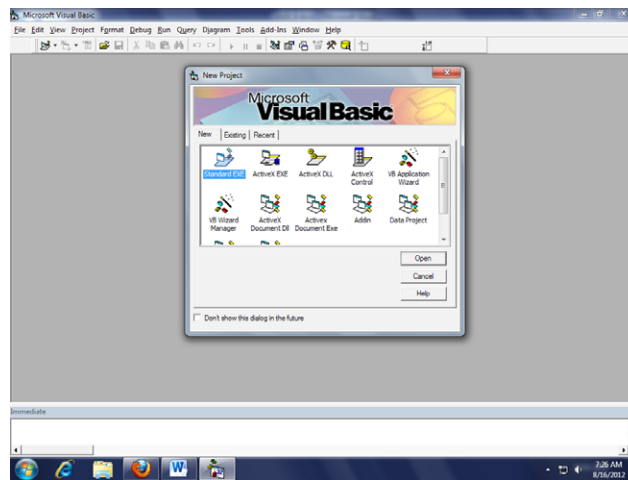 Microsoft Visual Basic
File Edit View Project Format Debug Run Query Diagram Tools Add-Ins Window Help
New Project
Microsoft
Visual Basic
New Existing Recent
Standard EXE ActiveX EXE ActiveX DLL ActiveX Control VB Application Wizard
VB Wizard Manager ActiveX Document Dll Activex Document Exe Addin Data Project
Open
Cancel
Help
Don't show this dialog in the future
Immediate
7:26 AM
8/16/2012